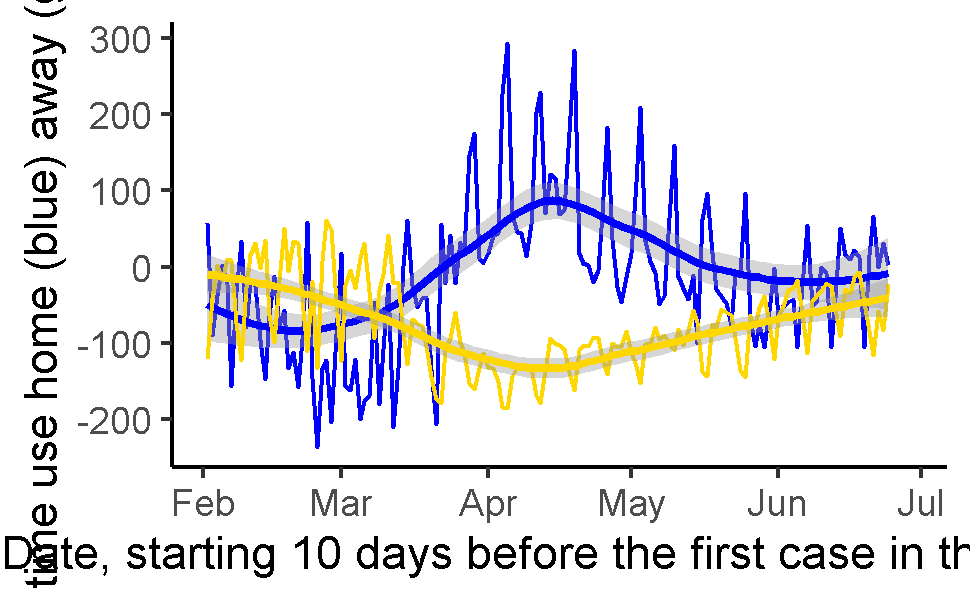 time use home (blue) away (
300
200
100
0
-100
-200
Feb Mar Apr May Jun Jul
Date, starting 10 days before the first case in th